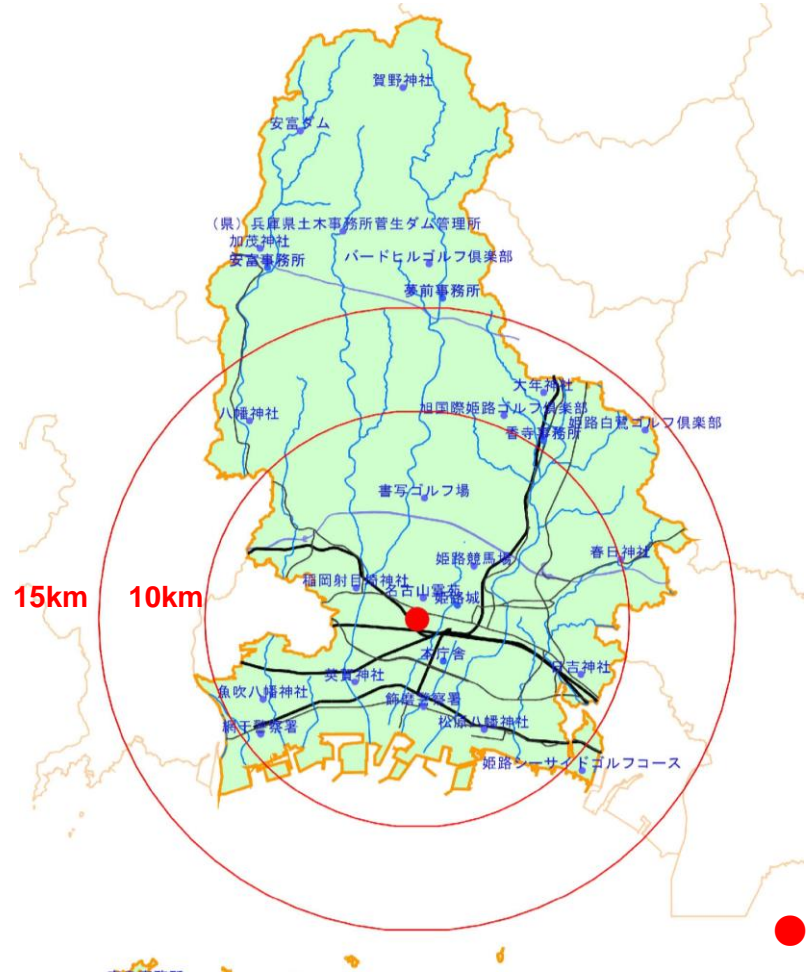 賀野神社
安富ダム
（県）兵庫県土木事務所菅生ダム管理所
加茂神社
安富事務所
バードヒルゴルフ倶楽部
夢前事務所
大年神社
八幡神社
旭国際姫路ゴルフ倶楽部
姫路白鷺ゴルフ倶楽部
香寺事務所
書写ゴルフ場
姫路競馬場
春日神社
稲岡射目崎神社
名古山霊苑
姫路城
15km
10km
本庁舎
日吉神社
英賀神社
魚吹八幡神社
飾磨警察署
松原八幡神社
網干警察署
姫路シーサイドゴルフコース